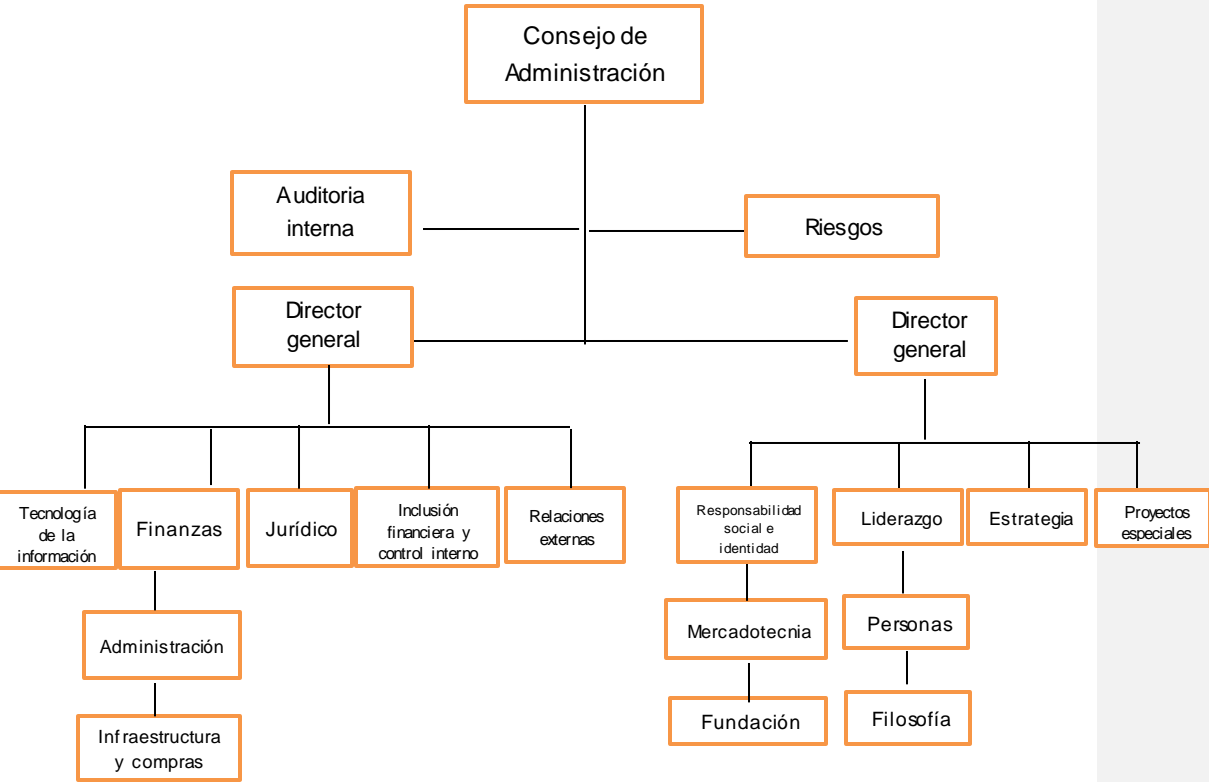 Consejo de
Administración
Auditoria
interna
Riesgos
Director
general
Director
general
Tecnología
de la
información
Finanzas
Jurídico
Inclusión
financiera y
control interno
Relaciones
externas
Responsabilidad
social e
identidad
Liderazgo
Estrategia
Proyectos
especiales
Administración
Mercadotecnia
Personas
Infraestructura
y compras
Fundación
Filosofía